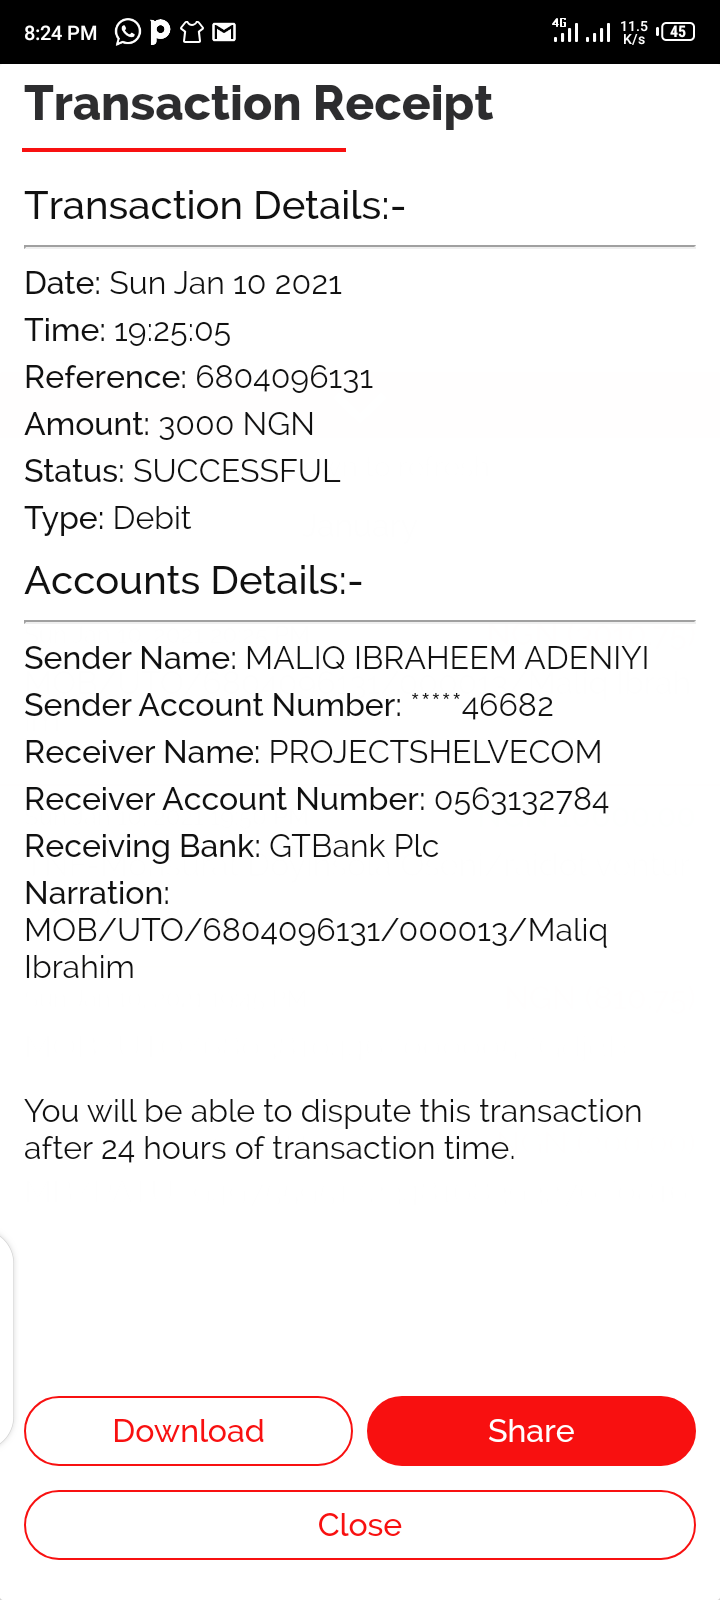 8:24 PM
4G
11.5
K/s
45
Transaction Receipt
Transaction Details:-
Date: Sun Jan 10 2021
Time: 19:25:05
Reference: 6804096131
Amount: 3000 NGN
Status: SUCCESSFUL
Type: Debit
Accounts Details:-
Sender Name: MALIQ IBRAHEEM ADENIYI
Sender Account Number: *****46682
Receiver Name: PROJECTSHELVECOM
Receiver Account Number: 0563132784
Receiving Bank: GTBank Plc
Narration:
MOB/UTO/6804096131/000013/Maliq
Ibrahim
You will be able to dispute this transaction
after 24 hours of transaction time.
Download
Share
Close